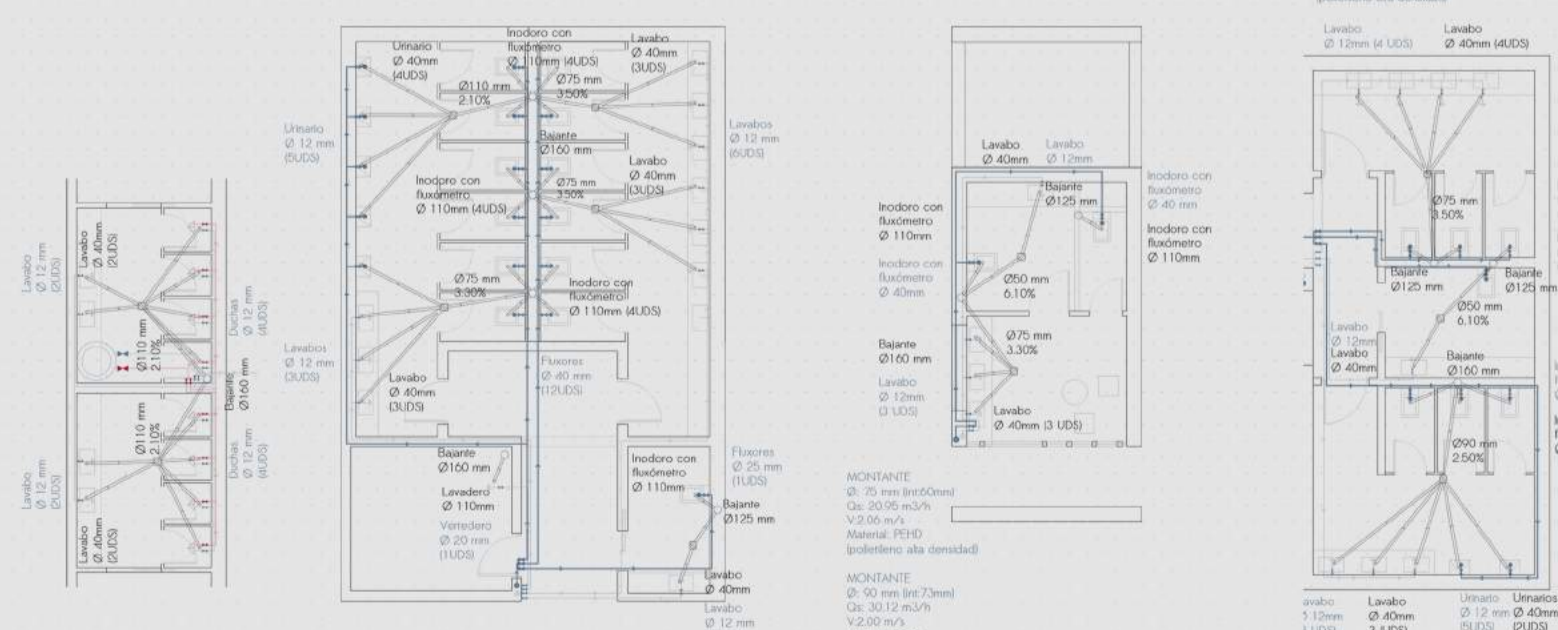 Lavabo
Ø 12 mm
(2UDS)
Lavabo
Ø 40mm
(2UDS)
Ø110 mm
2.10%
Duchas
Ø 12 mm
(4UDS)
Bajante
Ø160 mm
Lavabo
Ø 12 mm
(2UDS)
Lavabo
Ø 40mm
(2UDS)
Ø110 mm
2.10%
Duchas
Ø 12 mm
(4UDS)
Urinario
Ø 40mm
(4UDS)
Inodoro con
fluxómetro
Ø 110mm (4UDS)
Lavabo
Ø 40mm
(3UDS)
Ø110 mm
2.10%
Ø75 mm
3.50%
Urinario
Ø 12 mm
(5UDS)
Bajante
Ø160 mm
Lavabos
Ø 12 mm
(6UDS)
Lavabo
Ø 40mm
(3UDS)
Inodoro con
fluxómetro
Ø 110mm (4UDS)
Ø75 mm
3.50%
Ø75 mm
3.30%
Inodoro con
fluxómetro
Ø 110mm (4UDS)
Lavabos
Ø 12 mm
(3UDS)
Lavabo
Ø 40mm
(3UDS)
Fluxores
Ø 40 mm
(12UDS)
Bajante
Ø160 mm
Lavadero
Ø 110mm
Vertedero
Ø 20 mm
(1UDS)
Inodoro con
fluxómetro
Ø 110mm
Fluxores
Ø 25 mm
(1UDS)
Bajante
Ø125 mm
Lavabo
Ø 40mm
Lavabo
Ø 12 mm
Lavabo
Ø 40mm
Lavabo
Ø 12mm
Bajante
Ø125 mm
Inodoro con
fluxómetro
Ø 40 mm
Inodoro con
fluxómetro
Ø 110mm
Inodoro con
fluxómetro
Ø 110mm
Inodoro con
fluxómetro
Ø 40mm
Ø50 mm
6.10%
Bajante
Ø160 mm
Ø75 mm
3.30%
Lavabo
Ø 12mm
(3 UDS)
Lavabo
Ø 40mm (3 UDS)
MONTANTE
Ø: 75 mm (int:60mm)
Qs: 20.95 m3/h
V:2.06 m/s
Material: PEHD
(polietileno alta densidad)
MONTANTE
Ø: 90 mm (int:73mm)
Qs: 30,12 m3/h
V:2.00 m/s
Lavabo
Ø 12mm (4 UDS)
Lavabo
Ø 40mm (4UDS)
Ø75 mm
3.50%
Bajante
Ø125 mm
Bajante
Ø125 mm
Ø50 mm
6.10%
Lavabo
Ø 12mm
Lavabo
Ø 40mm
Bajante
Ø160 mm
Ø90 mm
2.50%
Lavabo
Ø 40mm
Urinario
Ø 12 mm
(5UDS)
Urinarios
Ø 40mm
(2UDS)